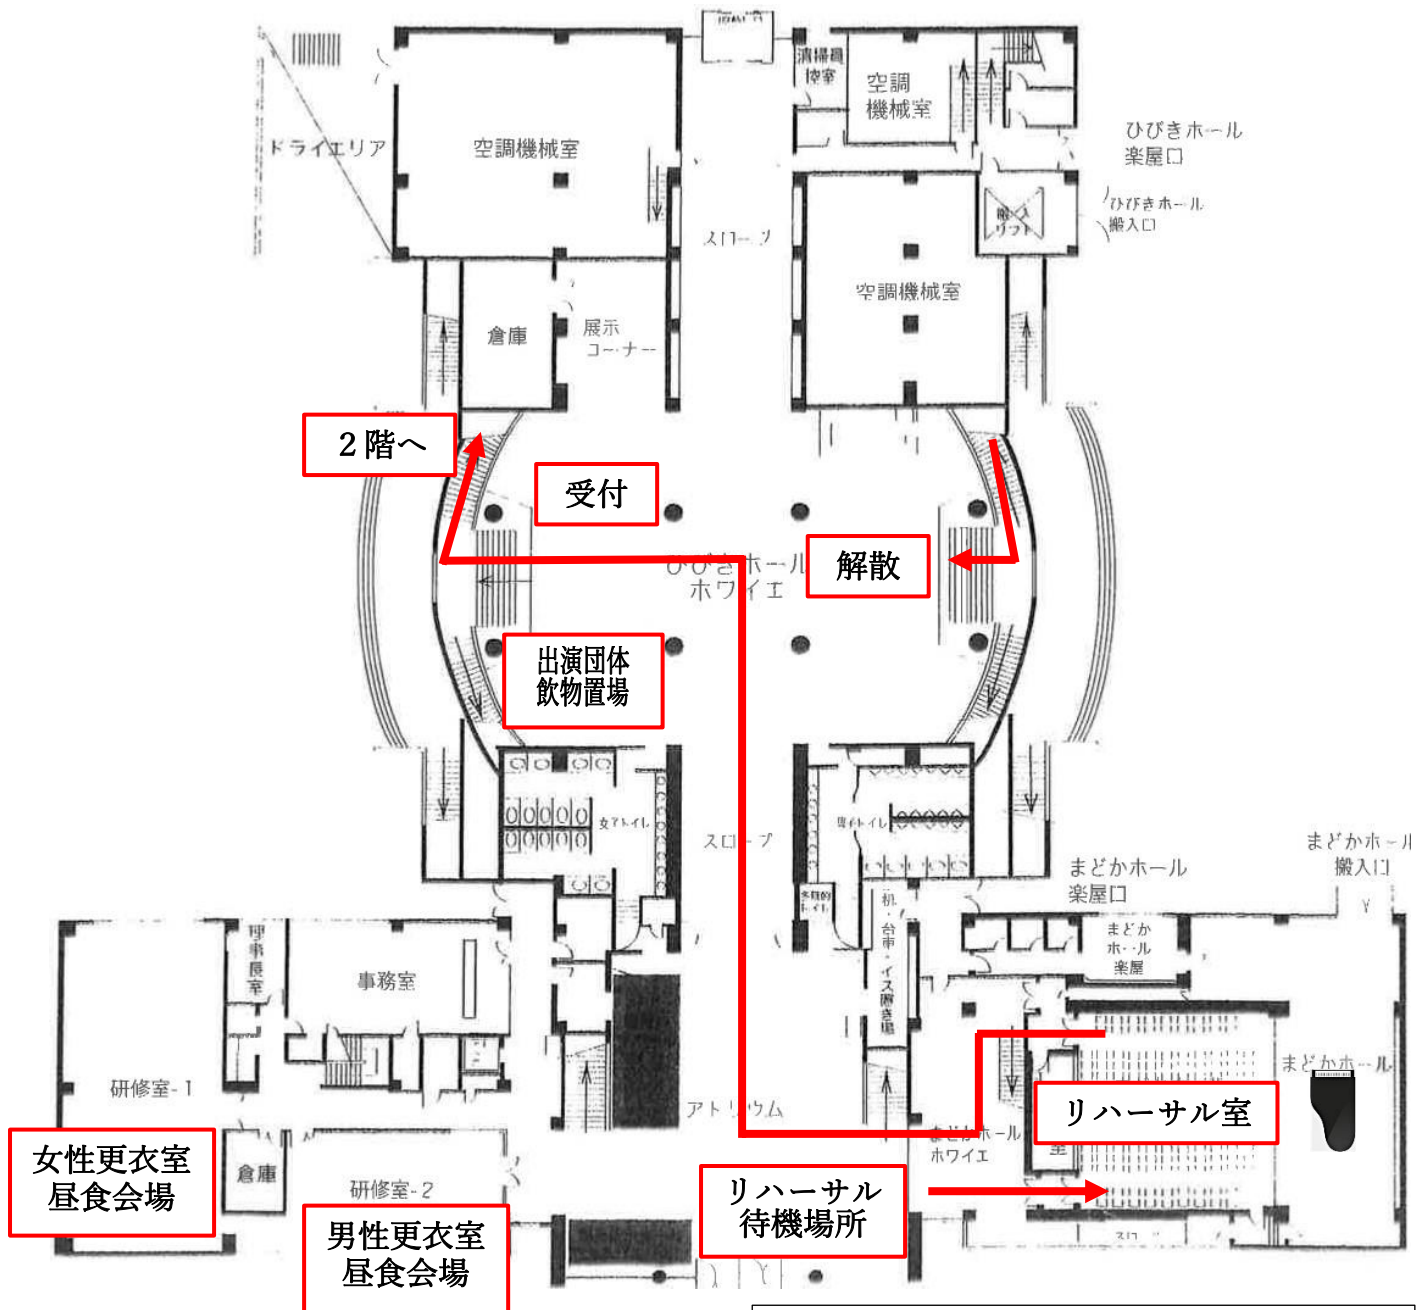 清掃員
控室
空調
機械室
ドライエリア
空調機械室
ひびきホール
楽屋口
ひびきホール
搬入口
搬入
リフト
スロープ
空調機械室
倉庫
展示
コーナー
２階へ
受付
ひびきホール
ホワイエ
解散
出演団体
飲物置場
女子トイレ
男子トイレ
スロープ
多目的
トイレ
机・台車・イス置き場
まどかホール
楽屋口
まどかホール
搬入口
理事長室
事務室
まどか
ホール
楽屋
研修室-1
アトリウム
まどかホール
リハーサル室
まどかホール
ホワイエ
室
女性更衣室
昼食会場
倉庫
研修室-2
リハーサル
待機場所
男性更衣室
昼食会場
スロープ